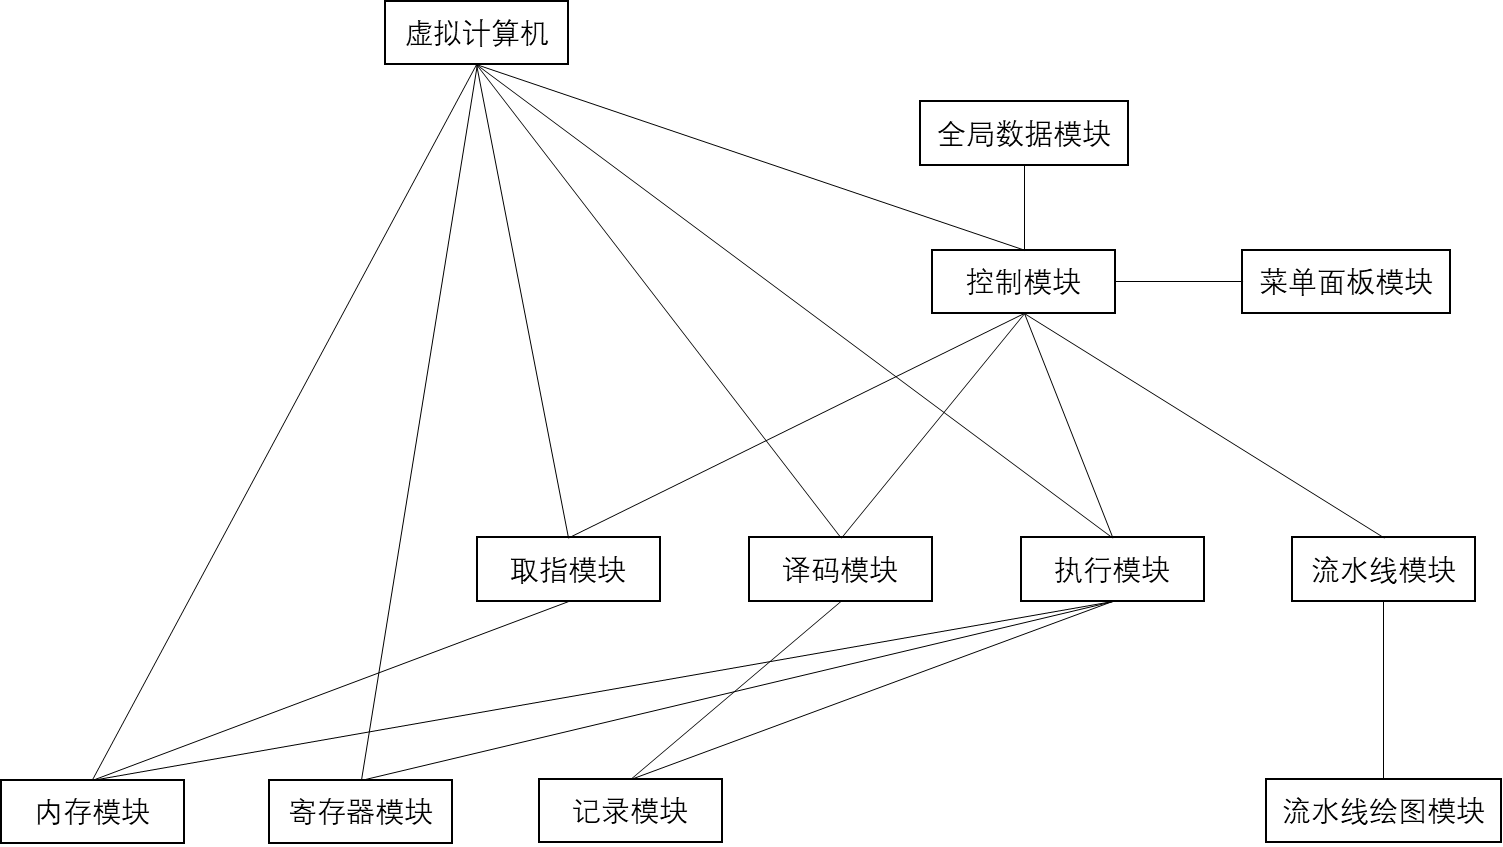 虚拟计算机
全局数据模块
控制模块
菜单面板模块
取指模块
译码模块
执行模块
流水线模块
内存模块
寄存器模块
记录模块
流水线绘图模块